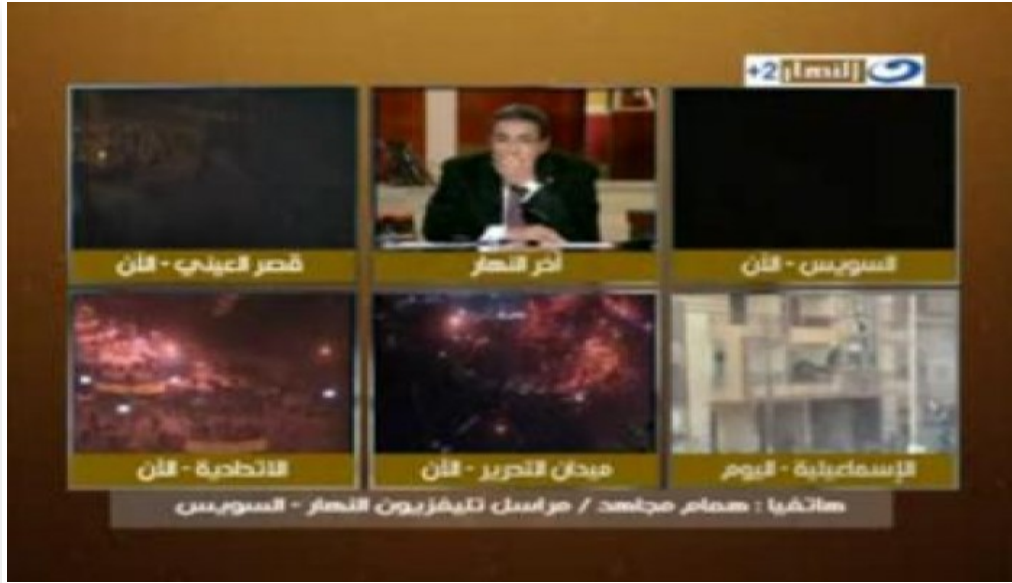 النهار +2
السويس - الآن
آخر النهار
قصر العيني - الآن
الإسماعيلية - اليوم
ميدان التحرير - الآن
الاتحادية - الآن
هاتفيا : همام مجاهد / مراسل تليفزيون النهار - السويس